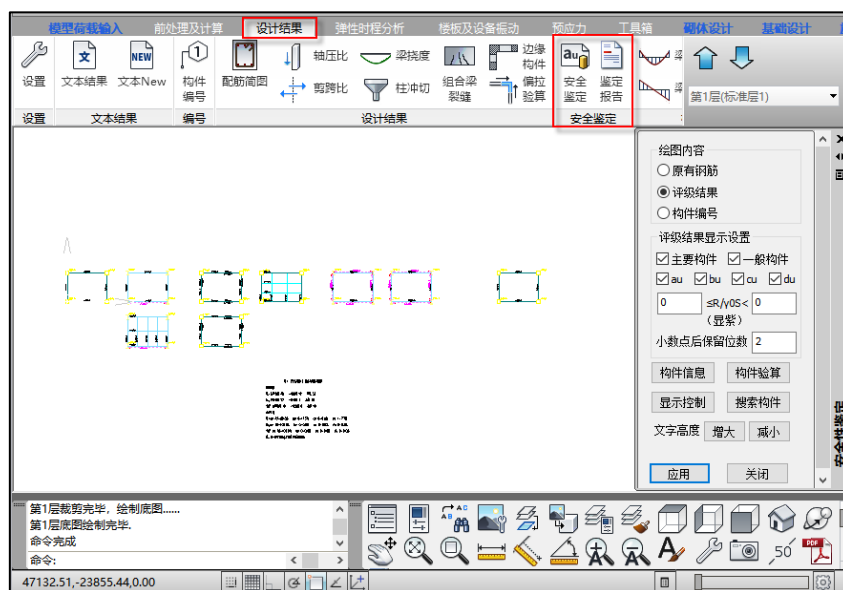 模型荷载输入 前处理及计算 设计结果 弹性时程分析 楼板及设备振动 预应力 工具箱 砌体设计 基础设计
设置 文本结果 文本New 构件编号 配筋简图 轴压比 剪跨比 梁挠度 柱冲切 组合梁裂缝 边缘构件 偏拉验算 安全鉴定 鉴定报告 梁 梁
文 NEW 1 au
第1层(标准层1)
设置 文本结果 编号 设计结果 安全鉴定
绘图内容
原有钢筋
评级结果
构件编号
评级结果显示设置
主要构件 一般构件
au bu cu du
0 ≤R/γ0S< 0
(显紫)
小数点后保留位数 2
构件信息 构件验算
显示控制 搜索构件
文字高度 增大 减小
应用 关闭
安全性鉴定
第1层裁剪完毕, 绘制底图......
第1层底图绘制完毕.
命令完成
命令:
47132.51,-23855.44,0.00